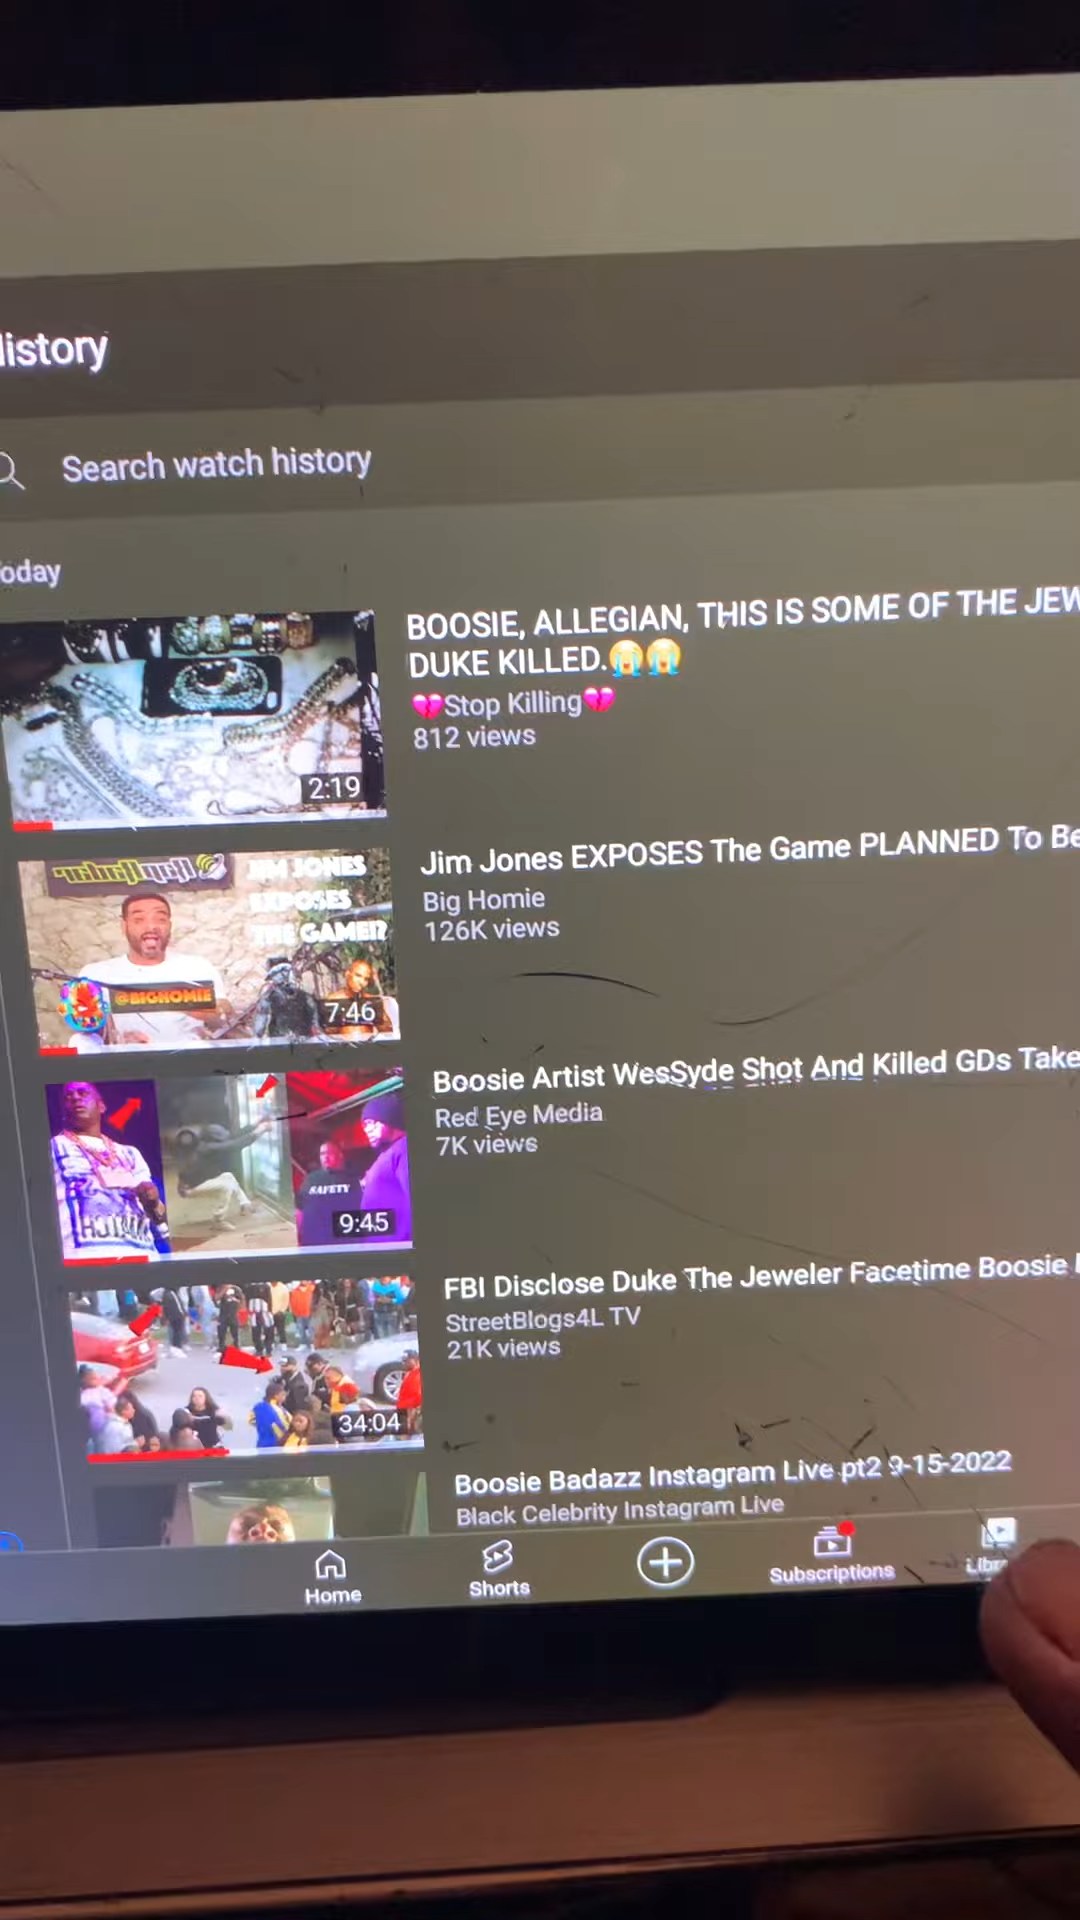 History
Search watch history
Today
BOOSIE, ALLEGIAN, THIS IS SOME OF THE JEW
DUKE KILLED.😭😭
💔Stop Killing💔
812 views
2:19
JIM JONES
EXPOSES
THE GAME!?
@BIGHOMIE
7:46
Jim Jones EXPOSES The Game PLANNED To Be
Big Homie
126K views
SAFETY
9:45
Boosie Artist WesSyde Shot And Killed GDs Take
Red Eye Media
7K views
34:04
FBI Disclose Duke The Jeweler Facetime Boosie
StreetBlogs4L TV
21K views
Boosie Badazz Instagram Live pt2 9-15-2022
Black Celebrity Instagram Live
Home
Shorts
Subscriptions
Libr